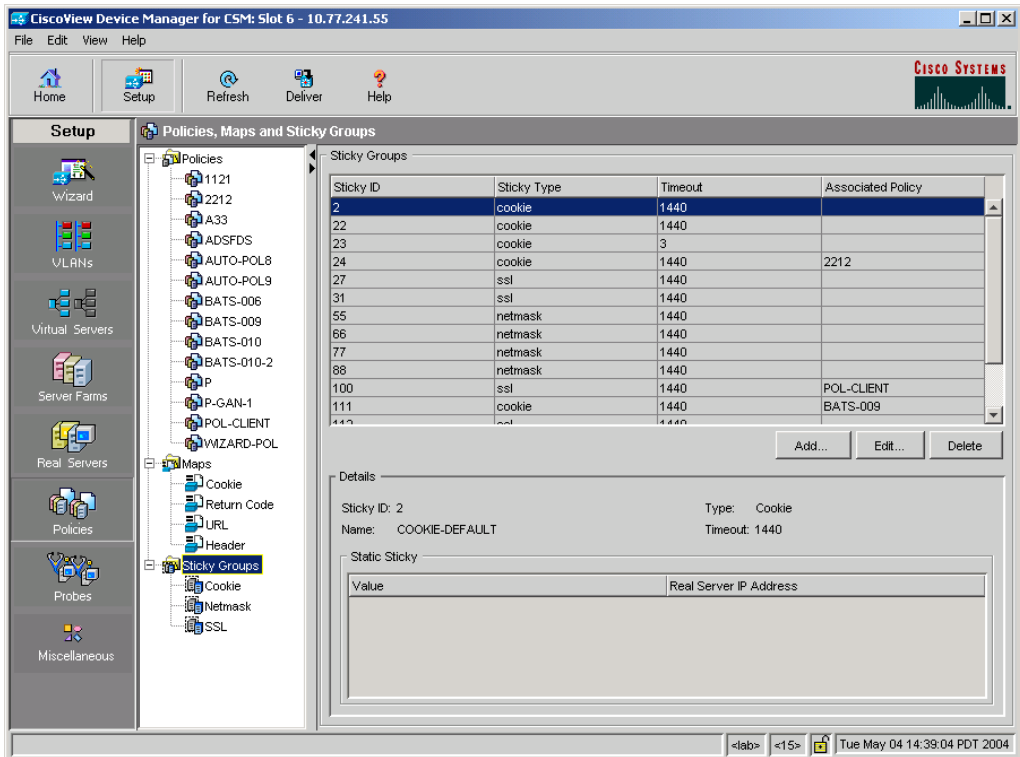 CiscoView Device Manager for CSM: Slot 6 - 10.77.241.55
File Edit View Help
Home Setup Refresh Deliver Help
CISCO SYSTEMS
Setup
Wizard
VLANs
Virtual Servers
Server Farms
Real Servers
Policies
Probes
Miscellaneous
Policies, Maps and Sticky Groups
Policies
1121
2212
A33
ADSFDS
AUTO-POL8
AUTO-POL9
BATS-006
BATS-009
BATS-010
BATS-010-2
P
P-GAN-1
POL-CLIENT
WIZARD-POL
Maps
Cookie
Return Code
URL
Header
Sticky Groups
Cookie
Netmask
SSL
Sticky Groups
Sticky ID Sticky Type Timeout Associated Policy
2 cookie 1440
22 cookie 1440
23 cookie 3
24 cookie 1440 2212
27 ssl 1440
31 ssl 1440
55 netmask 1440
66 netmask 1440
77 netmask 1440
88 netmask 1440
100 ssl 1440 POL-CLIENT
111 cookie 1440 BATS-009
Add... Edit... Delete
Details
Sticky ID: 2 Type: Cookie
Name: COOKIE-DEFAULT Timeout: 1440
Static Sticky
Value Real Server IP Address
<lab> <15> Tue May 04 14:39:04 PDT 2004